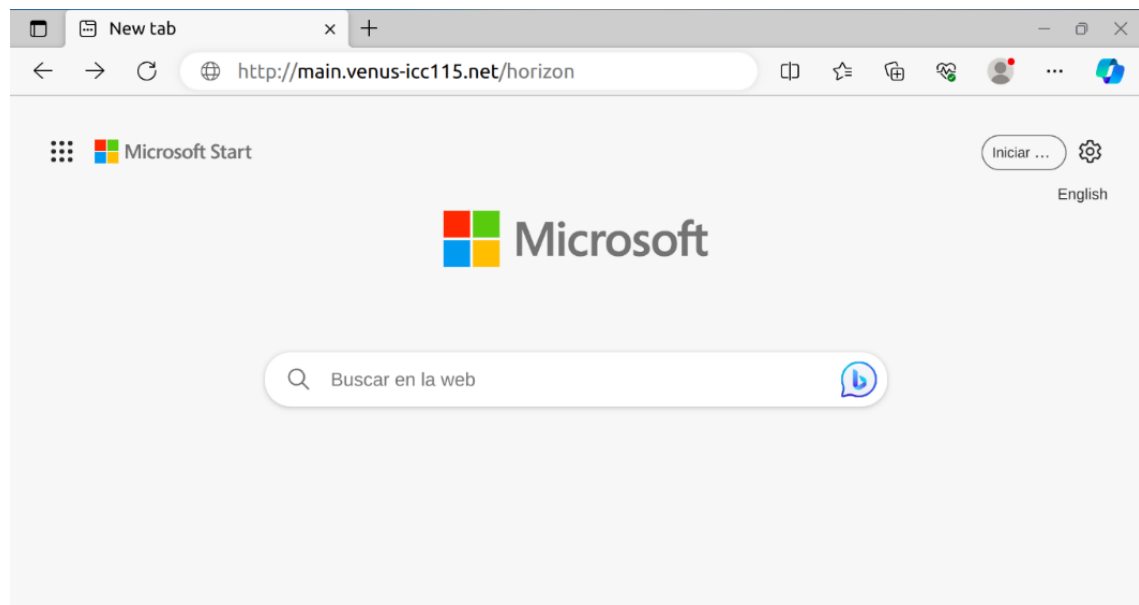 New tab
http://main.venus-icc115.net/horizon
Microsoft Start
Iniciar ...
English
Microsoft
Buscar en la web